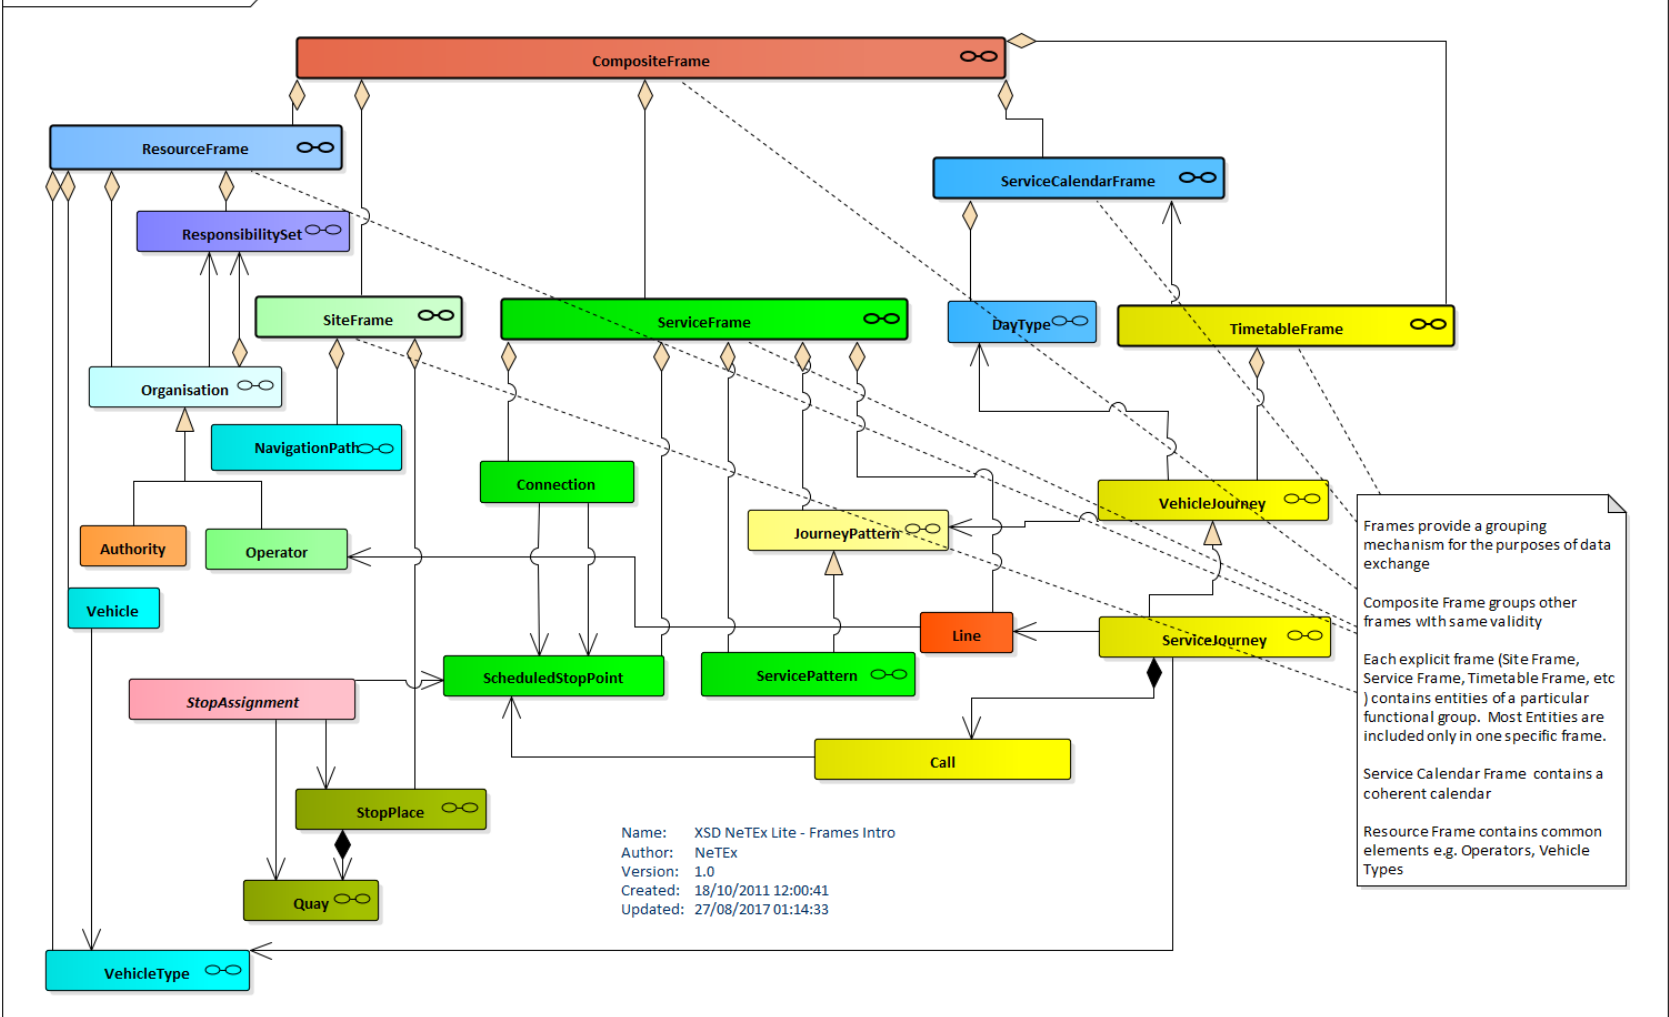 CompositeFrame
ResourceFrame
ServiceCalendarFrame
ResponsibilitySet
SiteFrame
ServiceFrame
DayType
TimetableFrame
Organisation
NavigationPath
Connection
VehicleJourney
JourneyPattern
Authority
Operator
Vehicle
Line
ServiceJourney
ScheduledStopPoint
ServicePattern
StopAssignment
Call
StopPlace
Quay
VehicleType
Frames provide a grouping
mechanism for the purposes of data
exchange
Composite Frame groups other
frames with same validity
Each explicit frame (Site Frame,
Service Frame, Timetable Frame, etc
) contains entities of a particular
functional group. Most Entities are
included only in one specific frame.
Service Calendar Frame contains a
coherent calendar
Resource Frame contains common
elements e.g. Operators, Vehicle
Types
Name: XSD NeTEx Lite - Frames Intro
Author: NeTEx
Version: 1.0
Created: 18/10/2011 12:00:41
Updated: 27/08/2017 01:14:33